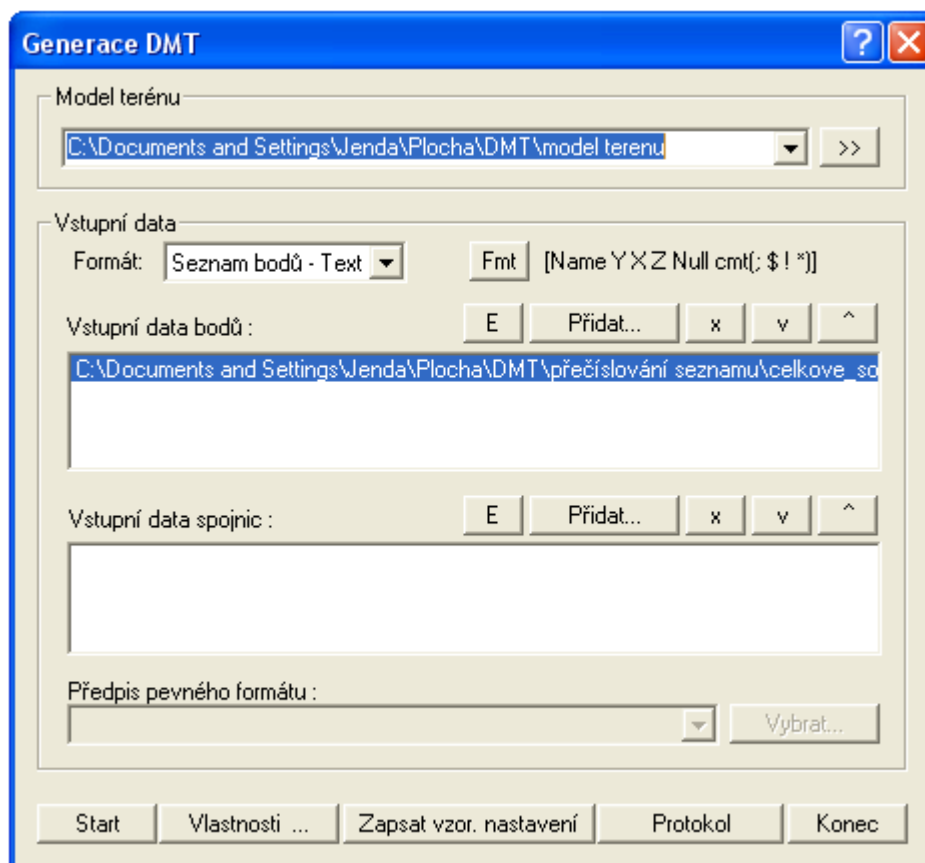 Generace DMT
Model terénu
C:\Documents and Settings\Jenda\Plocha\DMT\model terenu >>
Vstupní data
Formát: Seznam bodů - Text Fmt [Name Y X Z Null cmt(; $ ! *)]
Vstupní data bodů : E Přidat... x v ^
C:\Documents and Settings\Jenda\Plocha\DMT\přečíslování seznamu\celkove_so
Vstupní data spojnic : E Přidat... x v ^
Předpis pevného formátu :
Vybrat...
Start Vlastnosti ... Zapsat vzor. nastavení Protokol Konec